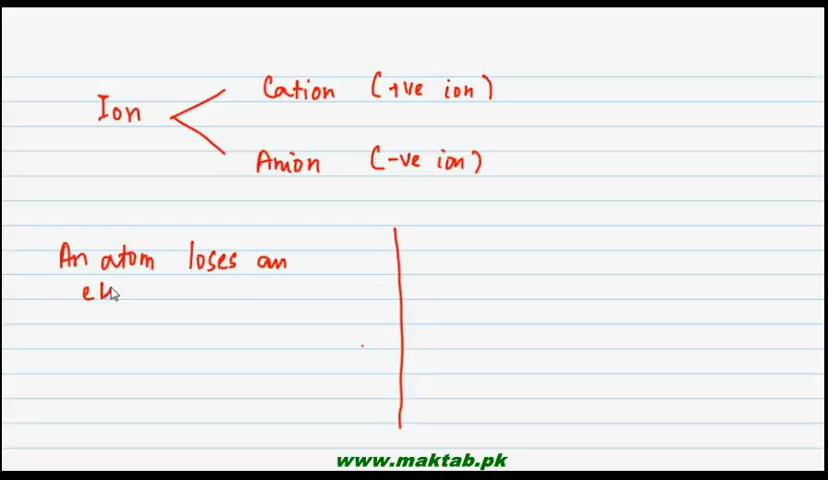 Ion
Cation (+ve ion)
Anion (-ve ion)
An atom loses an
www.maktab.pk